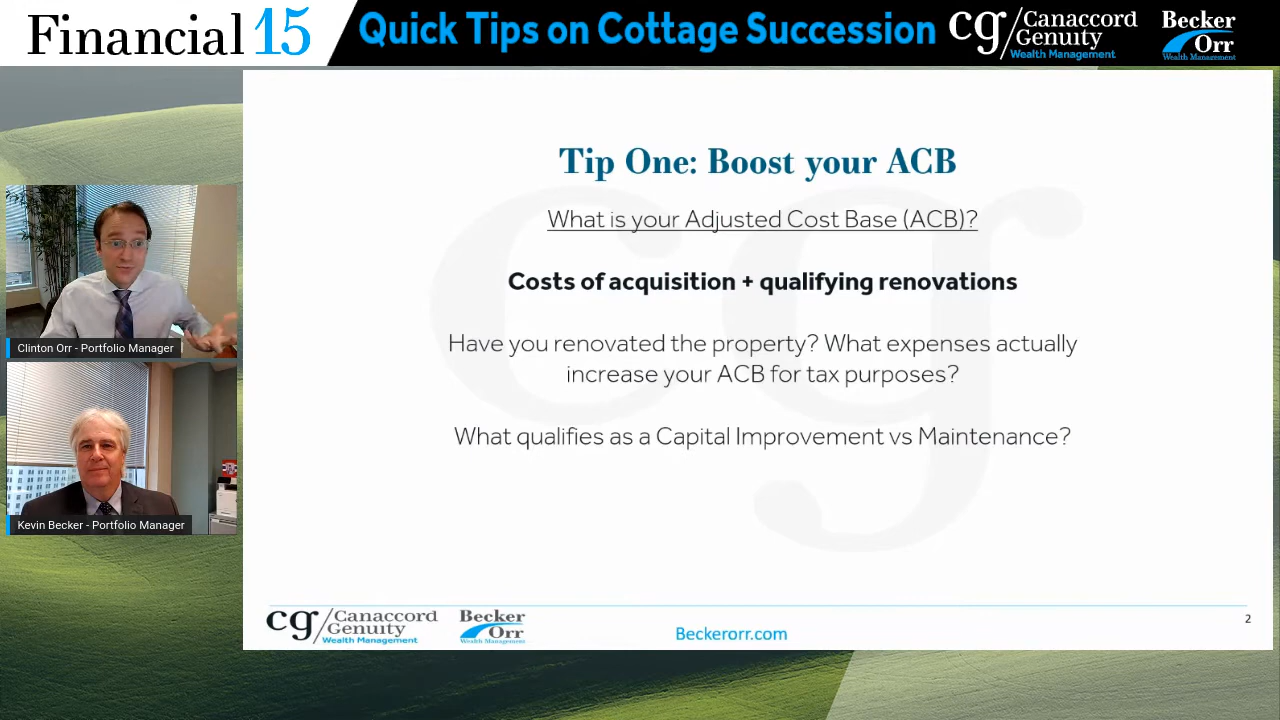 Financial 15
Quick Tips on Cottage Succession
cg/Canaccord
Genuity
Wealth Management
Becker
Orr
Wealth Management
Tip One: Boost your ACB
What is your Adjusted Cost Base (ACB)?
Costs of acquisition + qualifying renovations
Have you renovated the property? What expenses actually
increase your ACB for tax purposes?
What qualifies as a Capital Improvement vs Maintenance?
Clinton Orr - Portfolio Manager
Kevin Becker - Portfolio Manager
cg/Canaccord
Genuity
Wealth Management
Becker
Orr
Wealth Management
Beckerorr.com
2